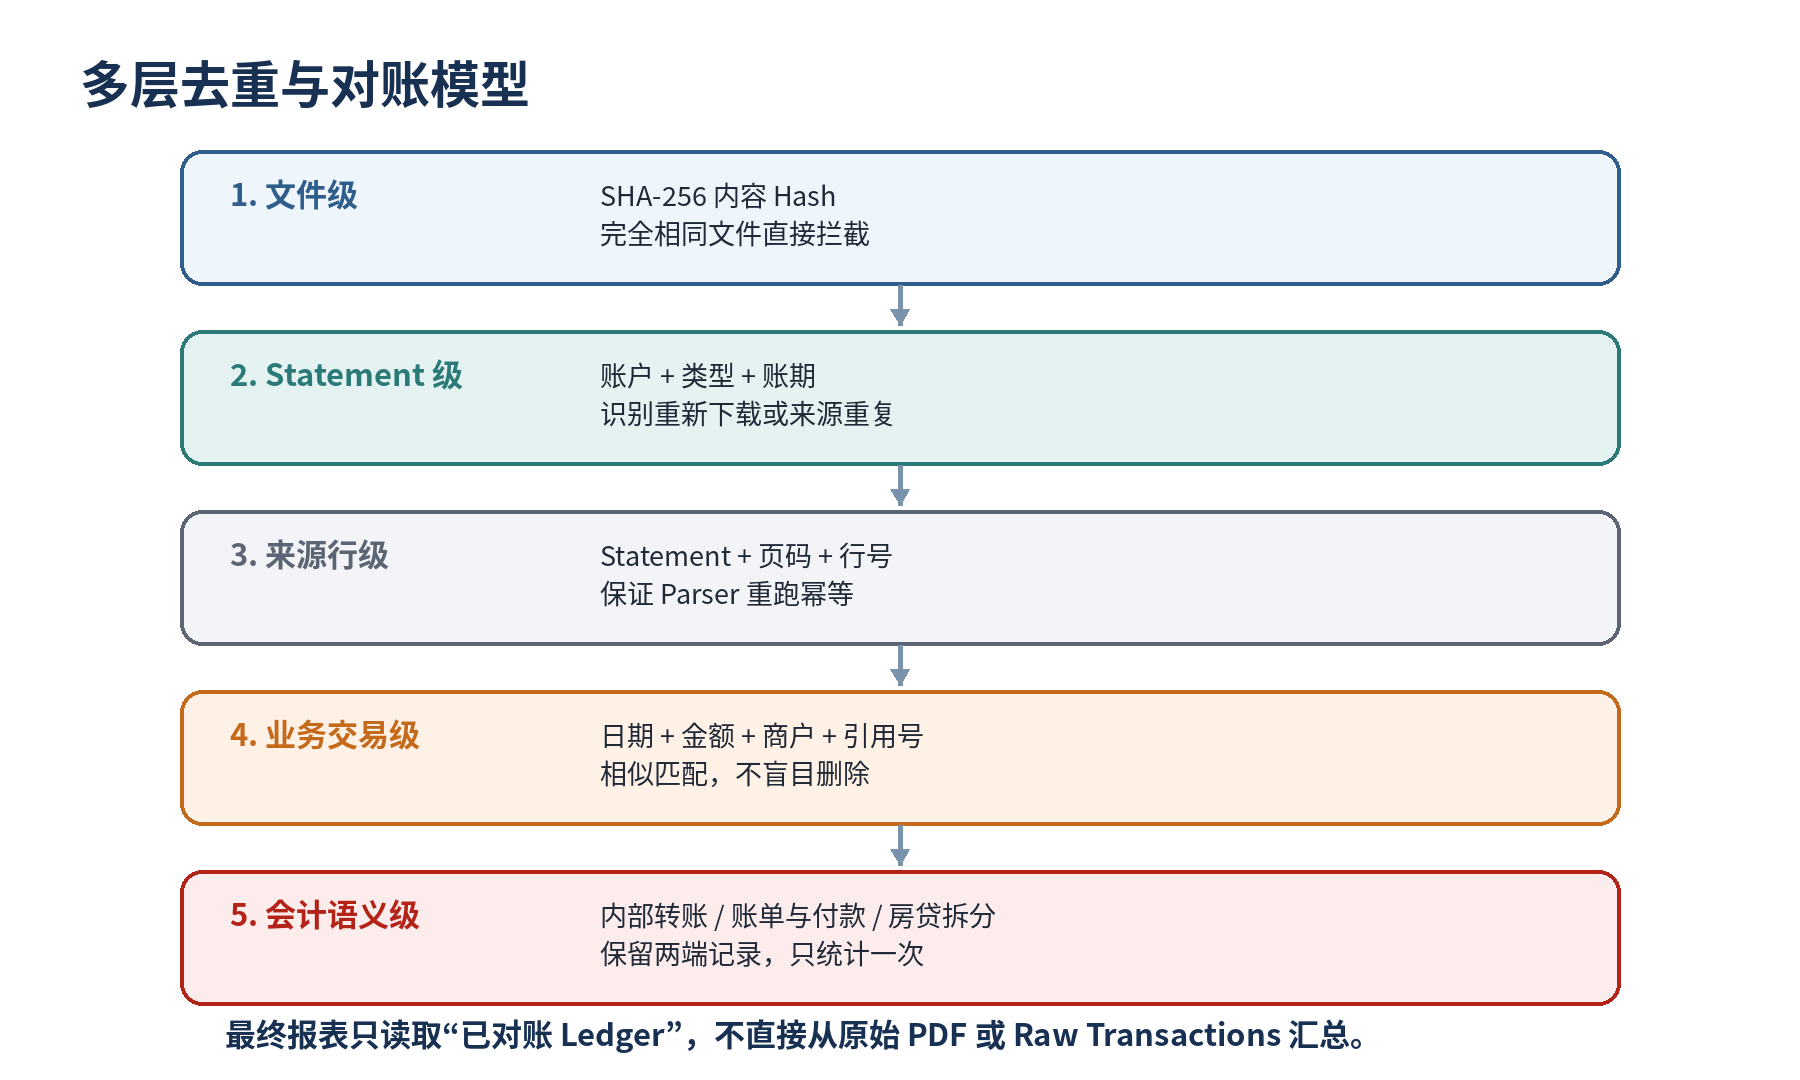 多层去重与对账模型
1. 文件级
SHA-256 内容 Hash
完全相同文件直接拦截
2. Statement 级
账户 + 类型 + 账期
识别重新下载或来源重复
3. 来源行级
Statement + 页码 + 行号
保证 Parser 重跑幂等
4. 业务交易级
日期 + 金额 + 商户 + 引用号
相似匹配，不盲目删除
5. 会计语义级
内部转账 / 账单与付款 / 房贷拆分
保留两端记录，只统计一次
最终报表只读取“已对账 Ledger”，不直接从原始 PDF 或 Raw Transactions 汇总。